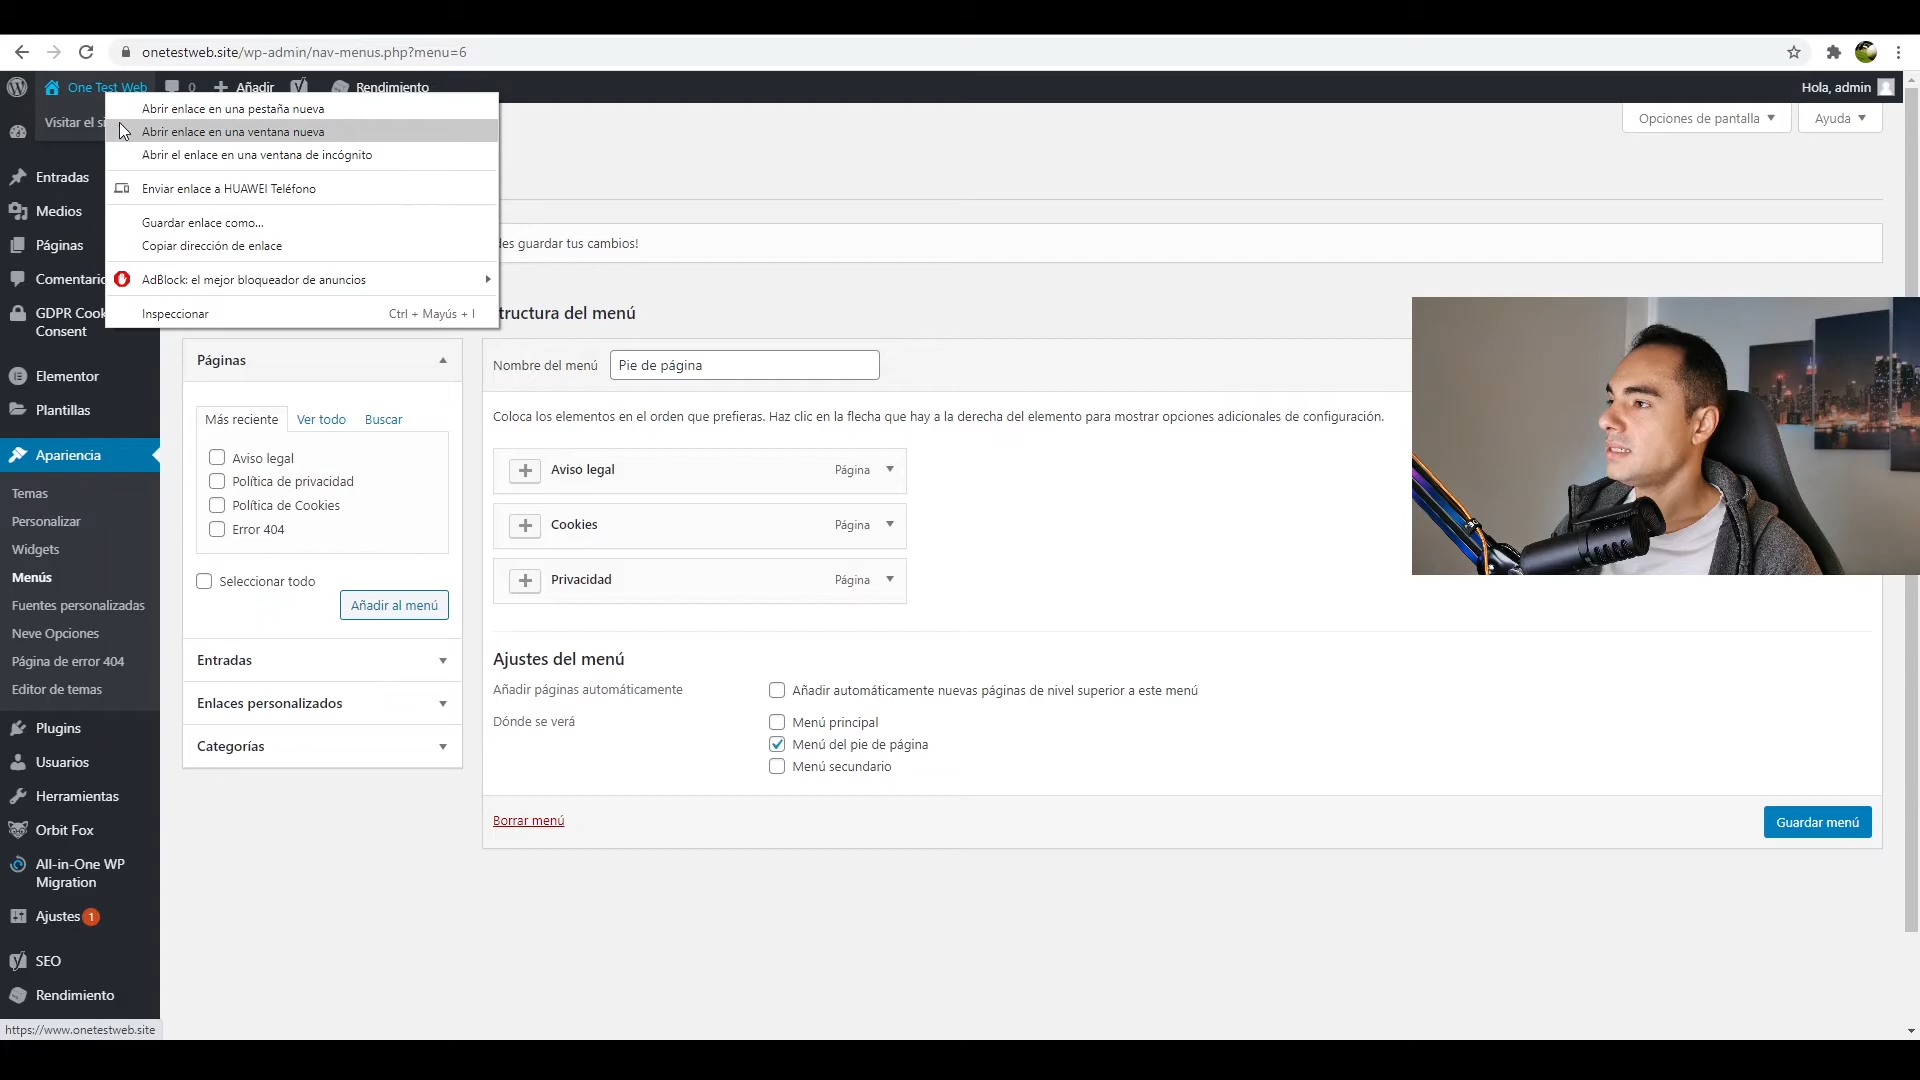 onetestweb.site/wp-admin/nav-menus.php?menu=6
One Test Web
0
Añadir
Rendimiento
Hola, admin
Visitar el si
Abrir enlace en una pestaña nueva
Abrir enlace en una ventana nueva
Abrir el enlace en una ventana de incógnito
Enviar enlace a HUAWEI Teléfono
Guardar enlace como...
Copiar dirección de enlace
AdBlock: el mejor bloqueador de anuncios
Inspeccionar
Ctrl + Mayús + I
Opciones de pantalla
Ayuda
des guardar tus cambios!
Entradas
Medios
Páginas
Comentario
GDPR Cook
Consent
Elementor
Plantillas
Apariencia
Temas
Personalizar
Widgets
Menús
Fuentes personalizadas
Neve Opciones
Página de error 404
Editor de temas
Plugins
Usuarios
Herramientas
Orbit Fox
All-in-One WP
Migration
Ajustes 1
SEO
Rendimiento
https://www.onetestweb.site
Páginas
Más reciente
Ver todo
Buscar
Aviso legal
Política de privacidad
Política de Cookies
Error 404
Seleccionar todo
Añadir al menú
Entradas
Enlaces personalizados
Categorías
tructura del menú
Nombre del menú
Pie de página
Coloca los elementos en el orden que prefieras. Haz clic en la flecha que hay a la derecha del elemento para mostrar opciones adicionales de configuración.
Aviso legal
Página
Cookies
Página
Privacidad
Página
Ajustes del menú
Añadir páginas automáticamente
Añadir automáticamente nuevas páginas de nivel superior a este menú
Dónde se verá
Menú principal
Menú del pie de página
Menú secundario
Borrar menú
Guardar menú